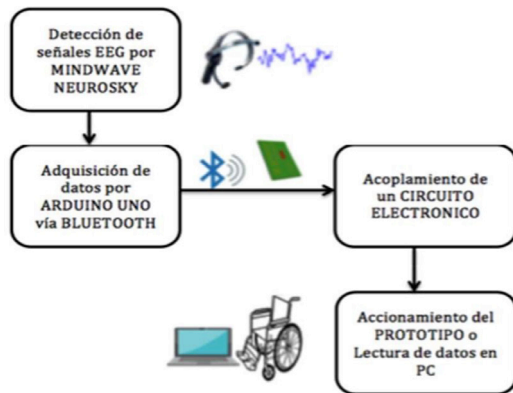 Detección de
señales EEG por
MINDWAVE
NEUROSKY
Adquisición de
datos por
ARDUINO UNO
vía BLUETOOTH
Acoplamiento de
un CIRCUITO
ELECTRONICO
Accionamiento del
PROTOTIPO o
Lectura de datos en
PC